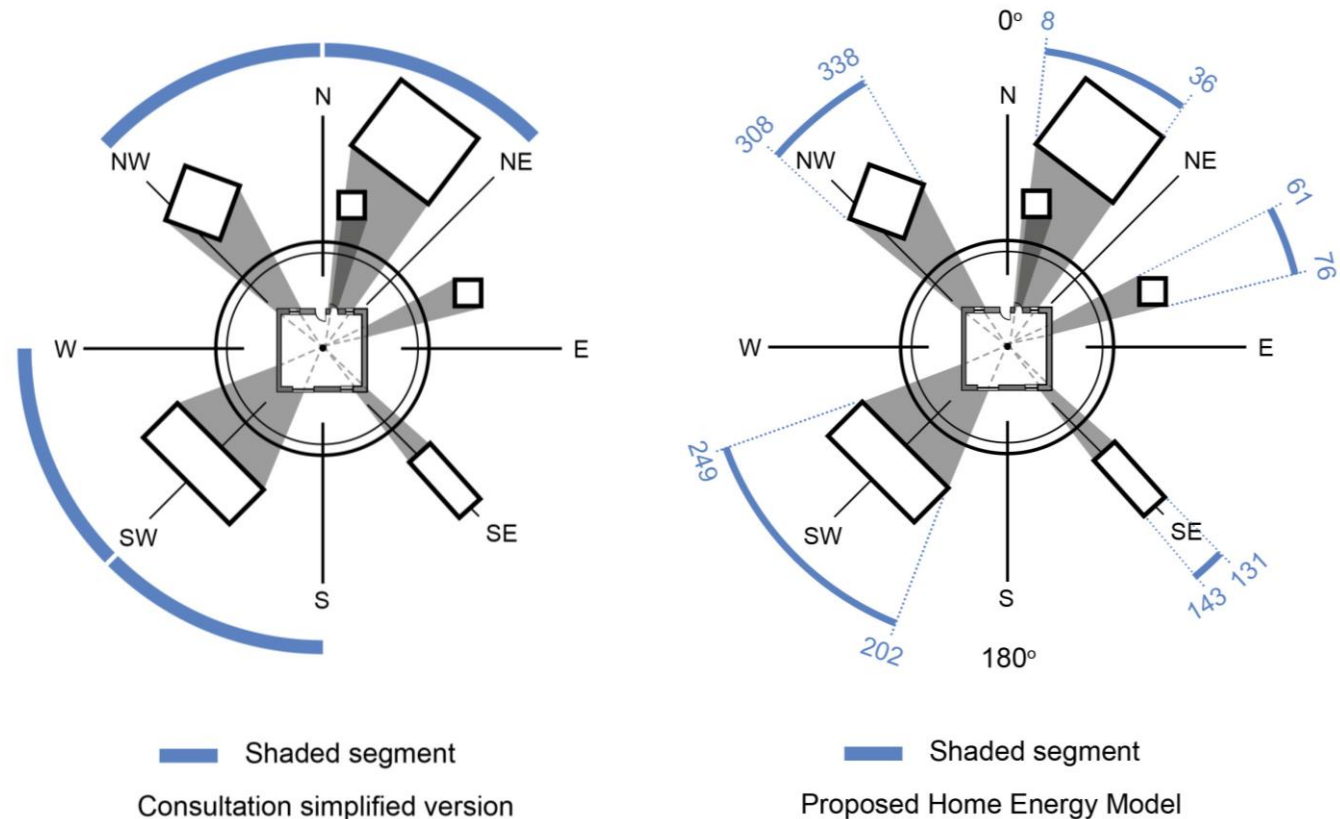 N
NE
E
SE
S
SW
W
NW
Shaded segment
Consultation simplified version
0°
8
36
338
308
N
NW
NE
61
76
W
E
249
SW
SE
131
143
S
202
180°
Shaded segment
Proposed Home Energy Model